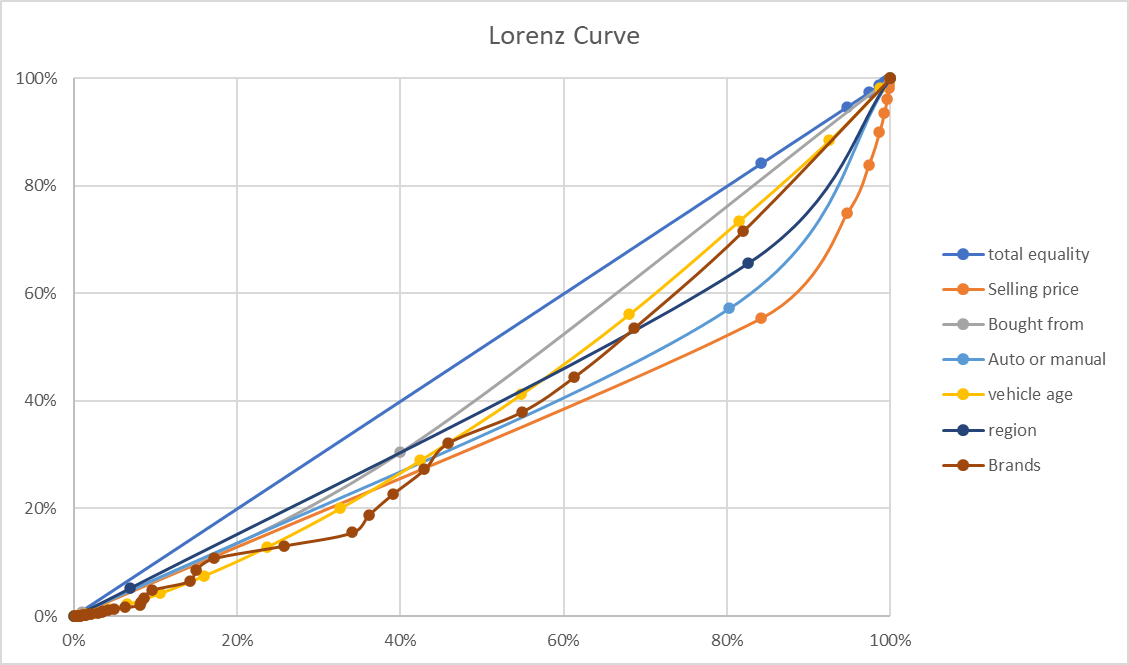 Lorenz Curve
100%
80%
60%
40%
20%
0%
0%
20%
40%
60%
80%
100%
total equality
Selling price
Bought from
Auto or manual
vehicle age
region
Brands